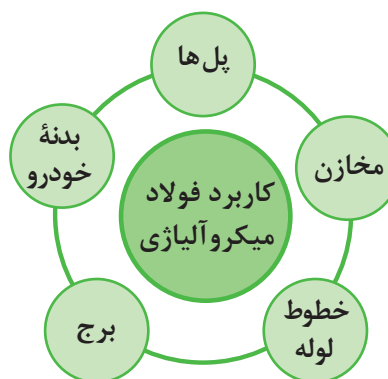 پل‌ها
مخازن
خطوط
لوله
برج
بدنهٔ
خودرو
کاربرد فولاد
میکروآلیاژی